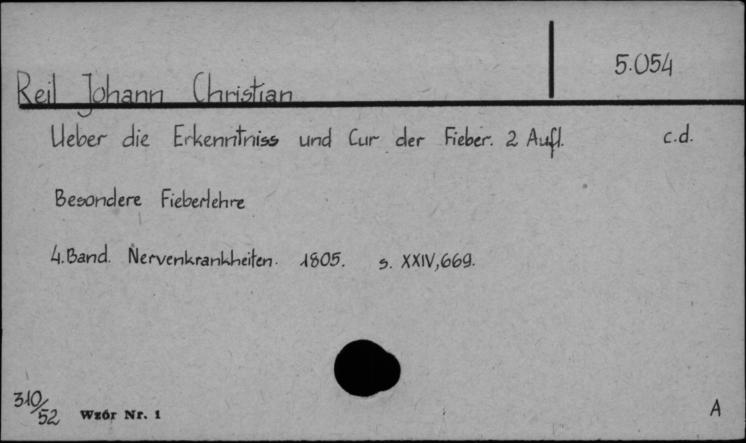 5.054
Reil Johann Christian
Ueber die Erkenntniss und Cur der Fieber. 2 Aufl. c.d.
Besondere Fieberlehre
4. Band. Nervenkrankheiten. 1805. s. XXIV, 669.
310/52 Wzór Nr. 1 A